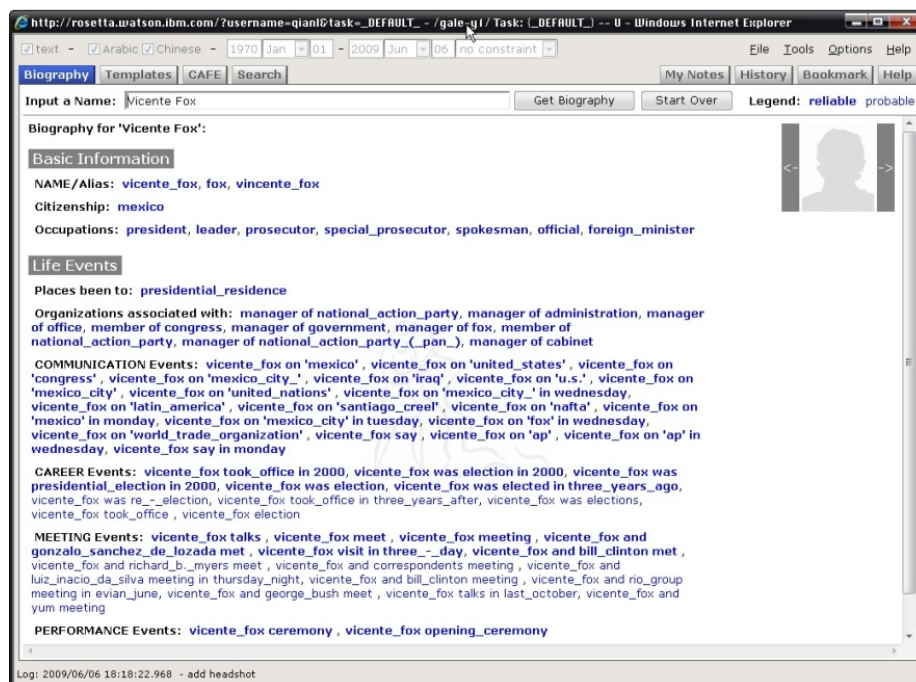 http://rosetta.watson.ibm.com/?username=qianl&task=_DEFAULT_ - /gale-y1/ Task: (_DEFAULT_) -- U - Windows Internet Explorer
text - Arabic Chinese - 1970 Jan 01 - 2009 Jun 06 no constraint File Tools Options Help
Biography Templates CAFE Search My Notes History Bookmark Help
Input a Name: Vicente Fox Get Biography Start Over Legend: reliable probable
Biography for 'Vicente Fox':
Basic Information
<- ->
NAME/Alias: vicente_fox, fox, vincente_fox
Citizenship: mexico
Occupations: president, leader, prosecutor, special_prosecutor, spokesman, official, foreign_minister
Life Events
Places been to: presidential_residence
Organizations associated with: manager of national_action_party, manager of administration, manager
of office, member of congress, manager of government, manager of fox, member of
national_action_party, manager of national_action_party_(_pan_), manager of cabinet
COMMUNICATION Events: vicente_fox on 'mexico' , vicente_fox on 'united_states' , vicente_fox on
'congress' , vicente_fox on 'mexico_city_' , vicente_fox on 'iraq' , vicente_fox on 'u.s.' , vicente_fox on
'mexico_city' , vicente_fox on 'united_nations' , vicente_fox on 'mexico_city_' in wednesday,
vicente_fox on 'latin_america' , vicente_fox on 'santiago_creel' , vicente_fox on 'nafta' , vicente_fox on
'mexico' in monday, vicente_fox on 'mexico_city' in tuesday, vicente_fox on 'fox' in wednesday,
vicente_fox on 'world_trade_organization' , vicente_fox say , vicente_fox on 'ap' , vicente_fox on 'ap' in
wednesday, vicente_fox say in monday
CAREER Events: vicente_fox took_office in 2000, vicente_fox was election in 2000, vicente_fox was
presidential_election in 2000, vicente_fox was election, vicente_fox was elected in three_years_ago,
vicente_fox was re_-_election, vicente_fox took_office in three_years_after, vicente_fox was elections,
vicente_fox took_office , vicente_fox election
MEETING Events: vicente_fox talks , vicente_fox meet , vicente_fox meeting , vicente_fox and
gonzalo_sanchez_de_lozada met , vicente_fox visit in three_-_day, vicente_fox and bill_clinton met ,
vicente_fox and richard_b._myers meet , vicente_fox and correspondents meeting , vicente_fox and
luiz_inacio_da_silva meeting in thursday_night, vicente_fox and bill_clinton meeting , vicente_fox and rio_group
meeting in evian_june, vicente_fox and george_bush meet , vicente_fox talks in last_october, vicente_fox and
yum meeting
PERFORMANCE Events: vicente_fox ceremony , vicente_fox opening_ceremony
Log: 2009/06/06 18:18:22.968 - add headshot